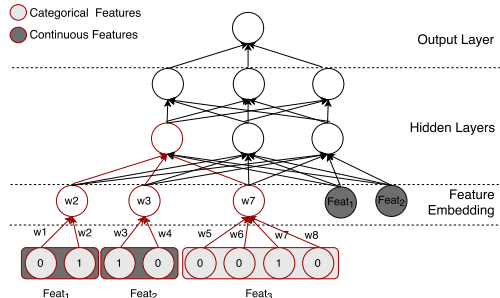 Categorical Features
Continuous Features
Output Layer
Hidden Layers
w2 w3 w7 Feat1 Feat2
Feature
Embedding
w1 w2 w3 w4 w5 w6 w7 w8
0 1 1 0 0 0 1 0
Feat1 Feat2 Feat3